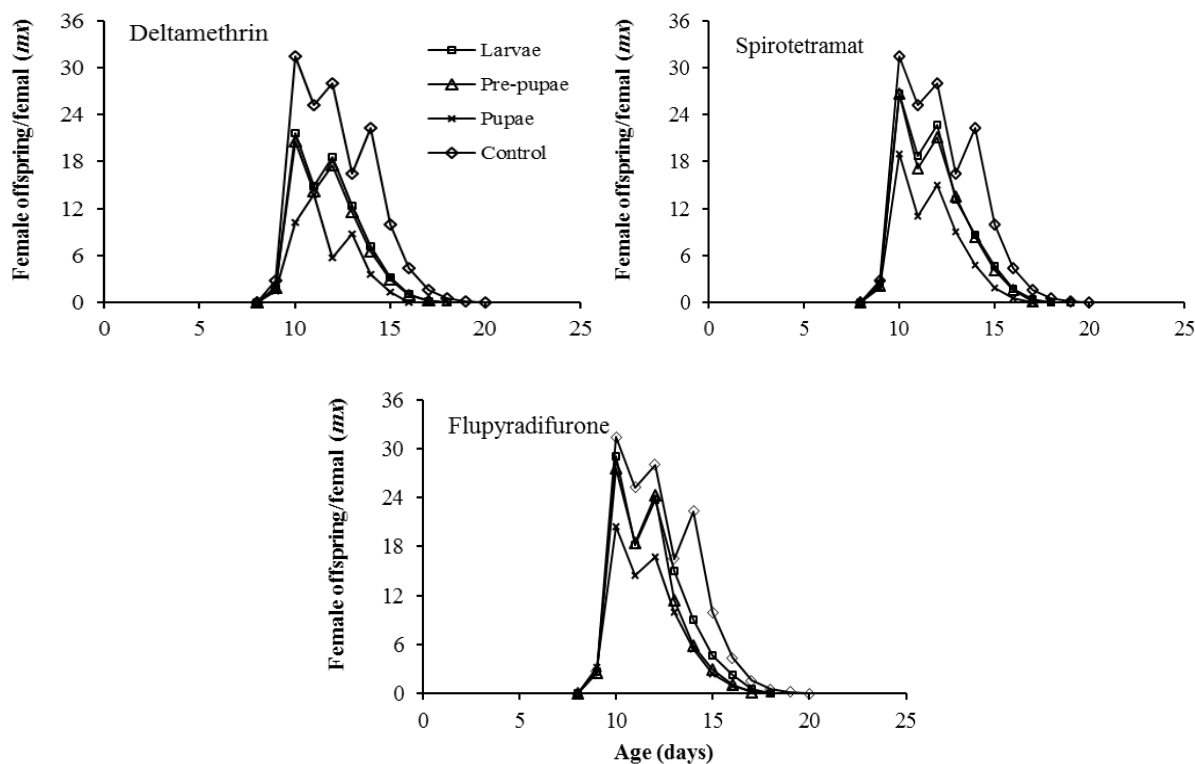 Deltamethrin
Larvae
Pre-pupae
Pupae
Control
Female offspring/femal (mx)
36
30
24
18
12
6
0
0 5 10 15 20 25
Spirotetramat
Female offspring/femal (mx)
36
30
24
18
12
6
0
0 5 10 15 20 25
Flupyradifurone
Female offspring/femal (mx)
36
30
24
18
12
6
0
0 5 10 15 20 25
Age (days)